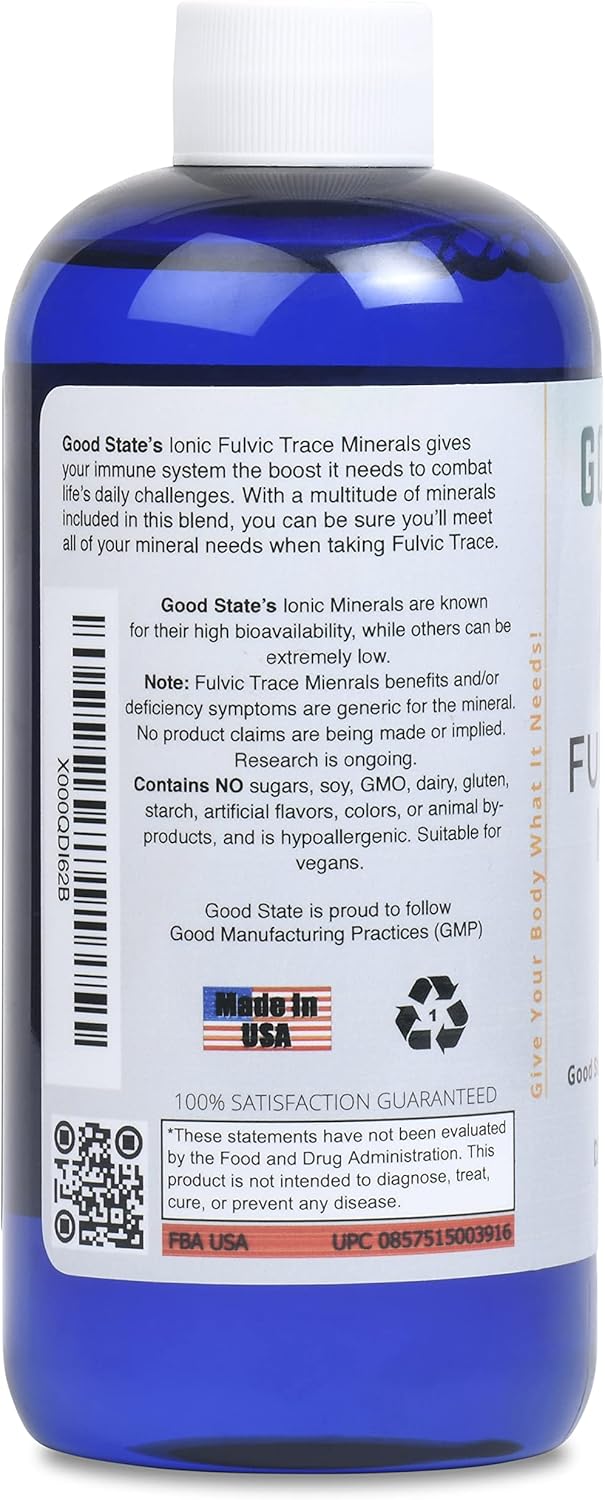 Good State's Ionic Fulvic Trace Minerals gives
your immune system the boost it needs to combat
life's daily challenges. With a multitude of minerals
included in this blend, you can be sure you'll meet
all of your mineral needs when taking Fulvic Trace.
Good State's Ionic Minerals are known
for their high bioavailability, while others can be
extremely low.
Note: Fulvic Trace Mienrals benefits and/or
deficiency symptoms are generic for the mineral.
No product claims are being made or implied.
Research is ongoing.
Contains NO sugars, soy, GMO, dairy, gluten,
starch, artificial flavors, colors, or animal by-
products, and is hypoallergenic. Suitable for
vegans.
Good State is proud to follow
Good Manufacturing Practices (GMP)
X000QDI62B
Made In
USA
1
100% SATISFACTION GUARANTEED
*These statements have not been evaluated
by the Food and Drug Administration. This
product is not intended to diagnose, treat,
cure, or prevent any disease.
FBA USA UPC 0857515003916
Give Your Body What It Needs!
GO
FU
Good